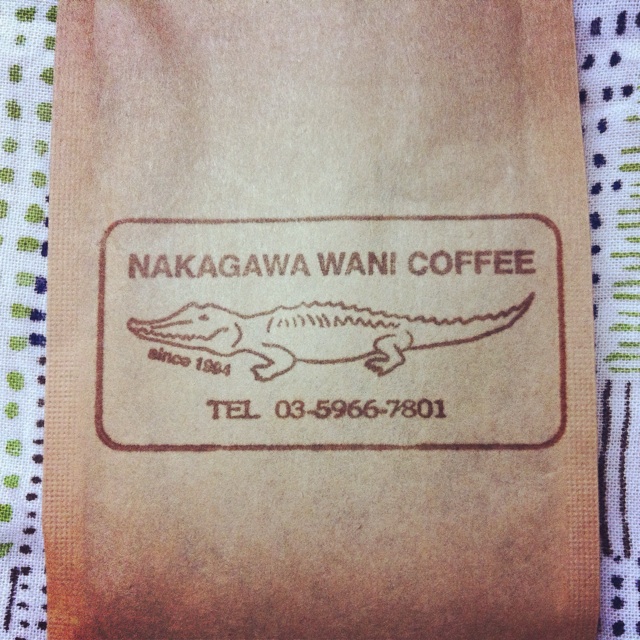 NAKAGAWA WANI COFFEE
since 1994
TEL 03-5966-7801